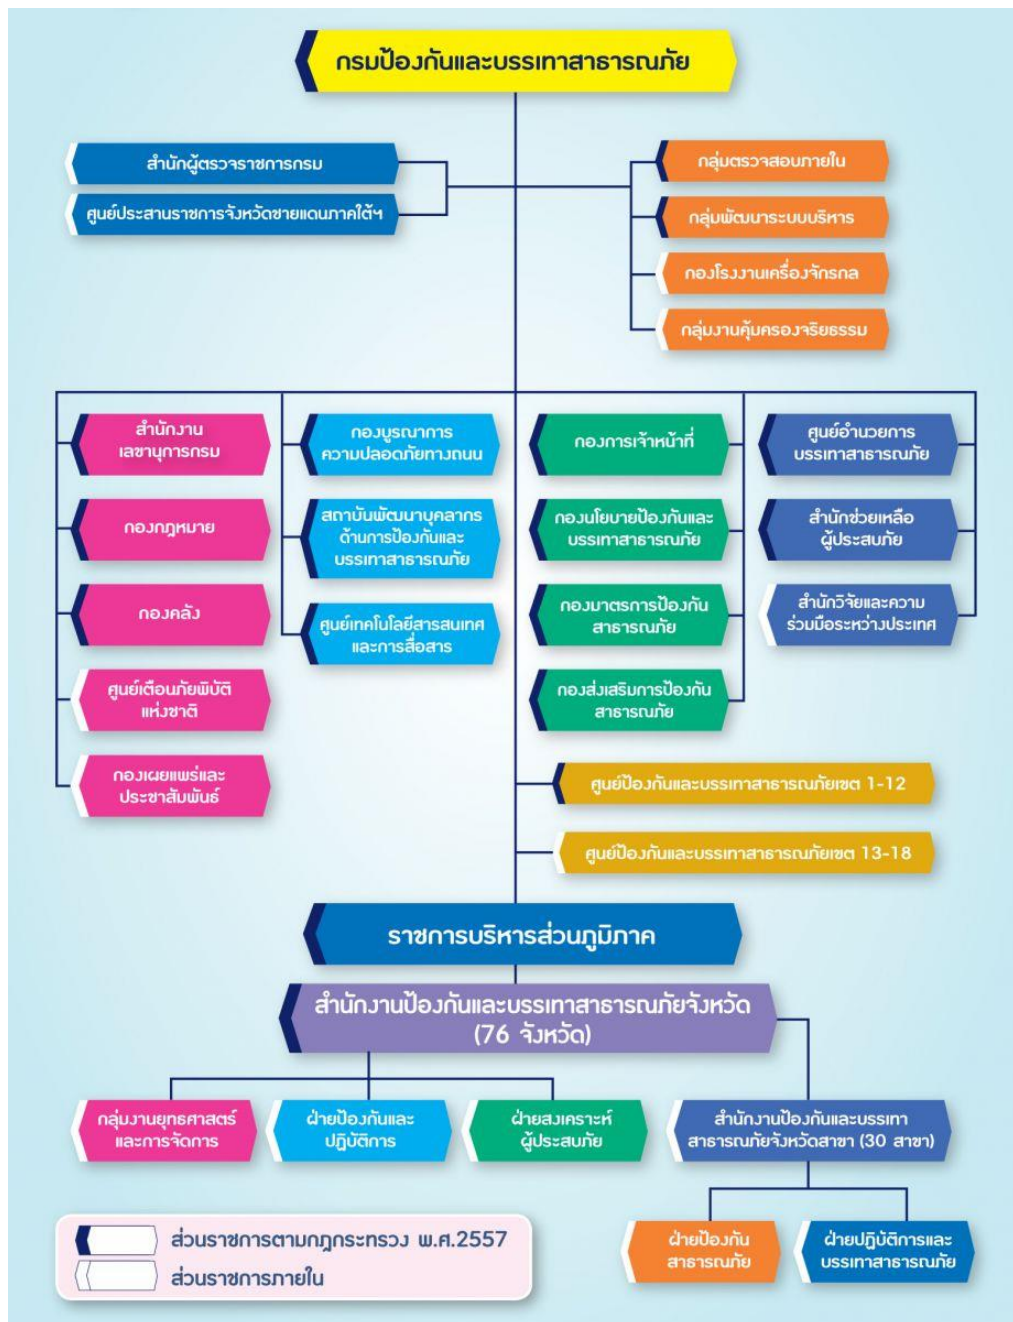 กรมป้องกันและบรรเทาสาธารณภัย
สำนักผู้ตรวจราชการกรม
ศูนย์ประสานราชการจังหวัดชายแดนภาคใต้ฯ
กลุ่มตรวจสอบภายใน
กลุ่มพัฒนาระบบบริหาร
กองโรงงานเครื่องจักรกล
กลุ่มงานคุ้มครองจริยธรรม
สำนักงาน
เลขานุการกรม
กองกฎหมาย
กองคลัง
ศูนย์เตือนภัยพิบัติ
แห่งชาติ
กองเผยแพร่และ
ประชาสัมพันธ์
กองบูรณาการ
ความปลอดภัยทางถนน
สถาบันพัฒนาบุคลากร
ด้านการป้องกันและ
บรรเทาสาธารณภัย
ศูนย์เทคโนโลยีสารสนเทศ
และการสื่อสาร
กองการเจ้าหน้าที่
กองนโยบายป้องกันและ
บรรเทาสาธารณภัย
กองมาตรการป้องกัน
สาธารณภัย
กองส่งเสริมการป้องกัน
สาธารณภัย
ศูนย์อำนวยการ
บรรเทาสาธารณภัย
สำนักช่วยเหลือ
ผู้ประสบภัย
สำนักวิจัยและความ
ร่วมมือระหว่างประเทศ
ศูนย์ป้องกันและบรรเทาสาธารณภัยเขต 1-12
ศูนย์ป้องกันและบรรเทาสาธารณภัยเขต 13-18
ราชการบริหารส่วนภูมิภาค
สำนักงานป้องกันและบรรเทาสาธารณภัยจังหวัด
(76 จังหวัด)
กลุ่มงานยุทธศาสตร์
และการจัดการ
ฝ่ายป้องกันและ
ปฏิบัติการ
ฝ่ายสงเคราะห์
ผู้ประสบภัย
สำนักงานป้องกันและบรรเทา
สาธารณภัยจังหวัดสาขา (30 สาขา)
ฝ่ายป้องกัน
สาธารณภัย
ฝ่ายปฏิบัติการและ
บรรเทาสาธารณภัย
ส่วนราชการตามกฎกระทรวง พ.ศ.2557
ส่วนราชการภายใน